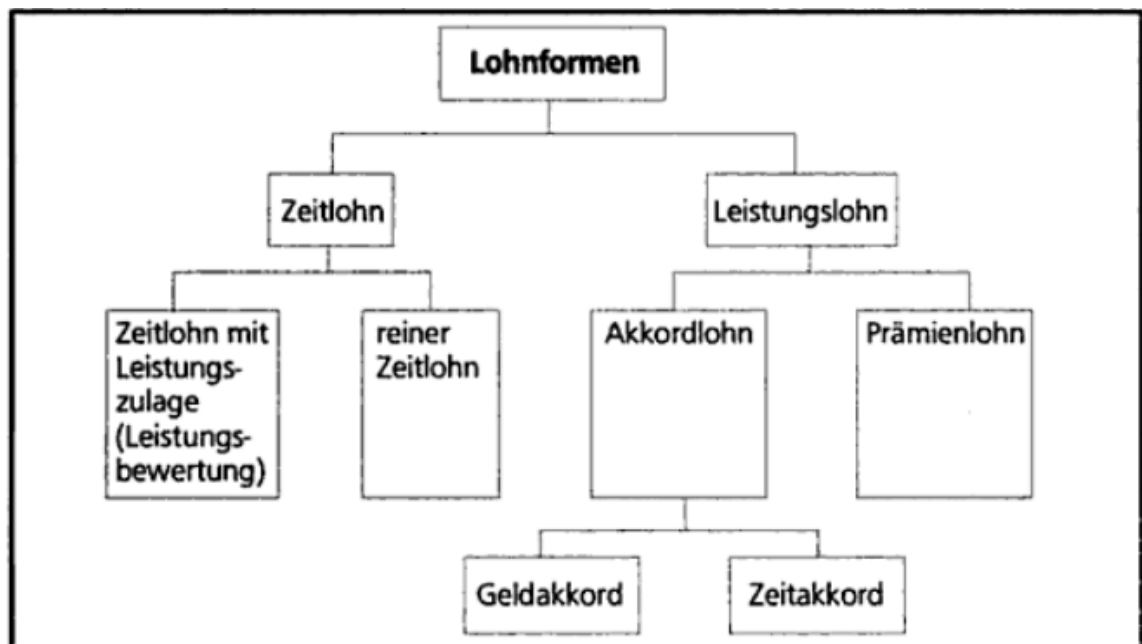 Lohnformen
Zeitlohn
Leistungslohn
Zeitlohn mit
Leistungs-
zulage
(Leistungs-
bewertung)
reiner
Zeitlohn
Akkordlohn
Prämienlohn
Geldakkord
Zeitakkord